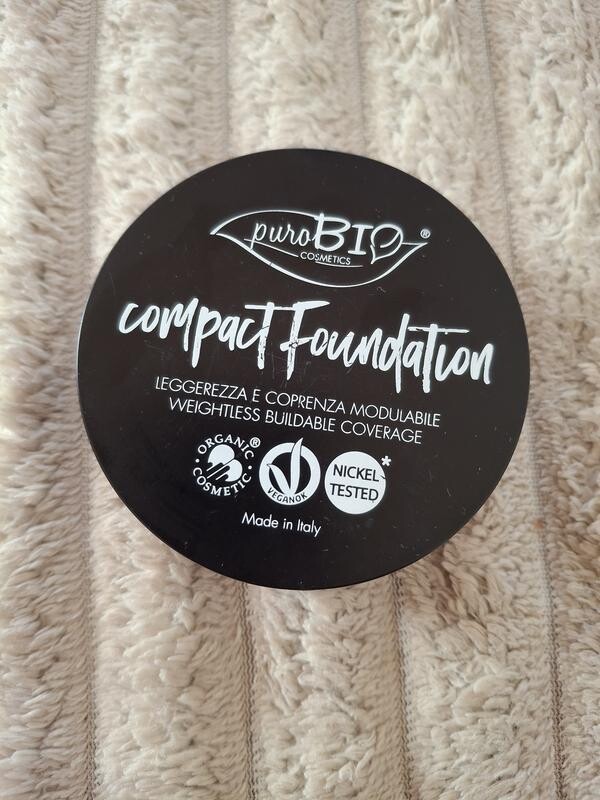 puroBIO®
COSMETICS
compact Foundation
LEGGEREZZA E COPRENZA MODULABILE
WEIGHTLESS BUILDABLE COVERAGE
ORGANIC®
COSMETIC
VEGANOK
NICKEL*
TESTED
Made in Italy